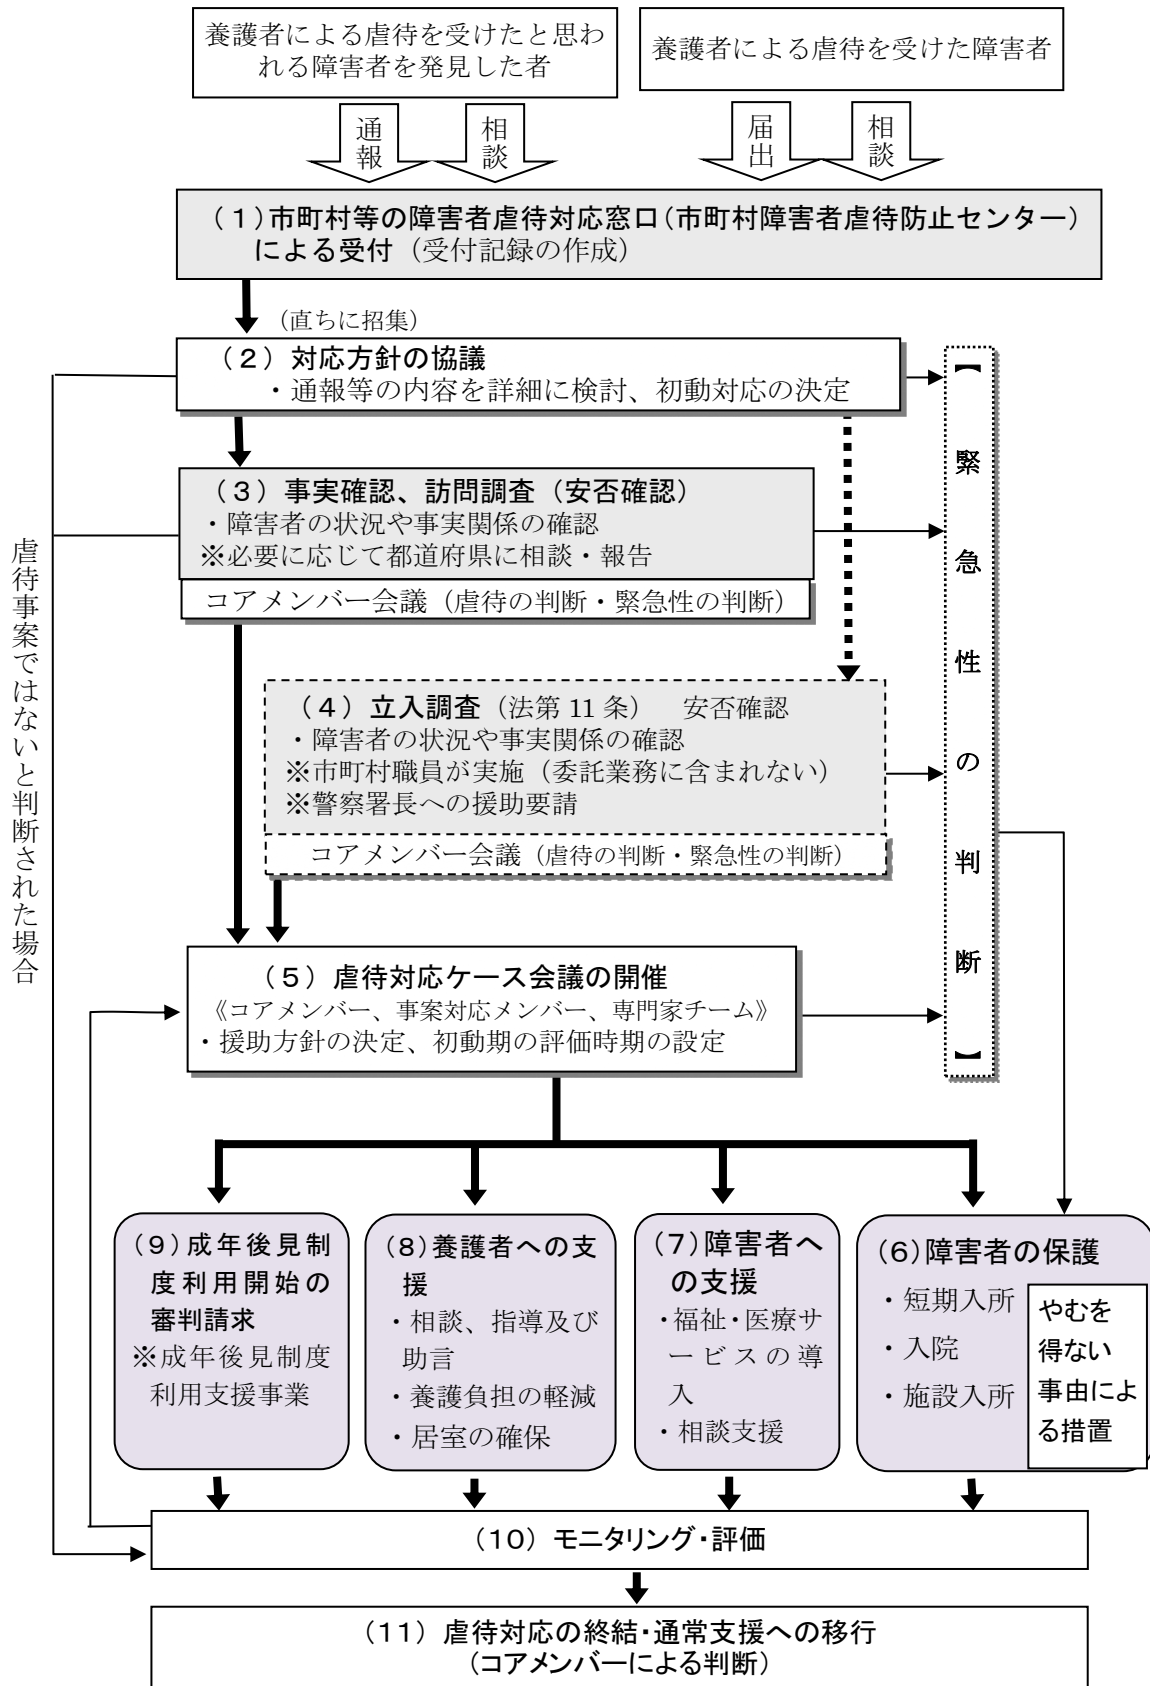 養護者による虐待を受けたと思わ
れる障害者を発見した者
養護者による虐待を受けた障害者
通報
相談
届出
相談
（１）市町村等の障害者虐待対応窓口（市町村障害者虐待防止センター）
による受付（受付記録の作成）
（直ちに招集）
（２）対応方針の協議
・通報等の内容を詳細に検討、初動対応の決定
（３）事実確認、訪問調査（安否確認）
・障害者の状況や事実関係の確認
※必要に応じて都道府県に相談・報告
コアメンバー会議（虐待の判断・緊急性の判断）
（４）立入調査（法第 11 条）　安否確認
・障害者の状況や事実関係の確認
※市町村職員が実施（委託業務に含まれない）
※警察署長への援助要請
コアメンバー会議（虐待の判断・緊急性の判断）
【緊急性の判断】
虐待事案ではないと判断された場合
（５）虐待対応ケース会議の開催
《コアメンバー、事案対応メンバー、専門家チーム》
・援助方針の決定、初動期の評価時期の設定
（９）成年後見制
度利用開始の
審判請求
※成年後見制度
利用支援事業
（８）養護者への支
援
・相談、指導及び
助言
・養護負担の軽減
・居室の確保
（７）障害者へ
の支援
・福祉・医療サ
ービスの導
入
・相談支援
（６）障害者の保護
・短期入所
・入院
・施設入所
やむを
得ない
事由によ
る措置
（１０）モニタリング・評価
（１１）虐待対応の終結・通常支援への移行
（コアメンバーによる判断）